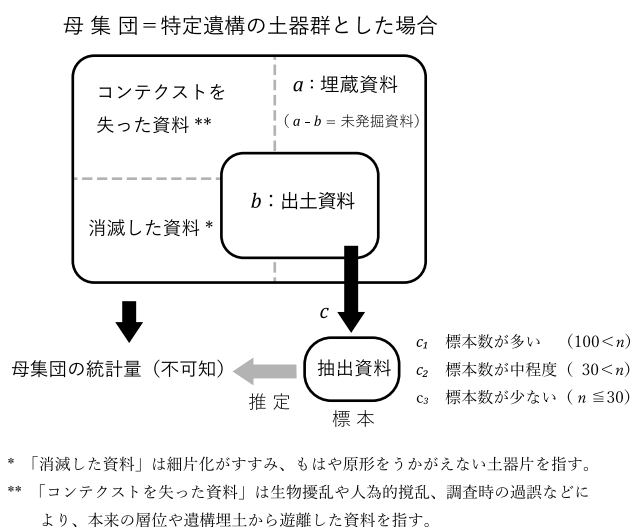 母 集 団＝特定遺構の土器群とした場合
コンテクストを
失った資料 **
a：埋蔵資料
（a - b = 未発掘資料）
b：出土資料
消滅した資料 *
c
母集団の統計量（不可知）
推 定
抽出資料
標 本
c₁　標本数が多い　（100＜n）
c₂　標本数が中程度（ 30＜n）
c₃　標本数が少ない（ n ≦30）
* 「消滅した資料」は細片化がすすみ、もはや原形をうかがえない土器片を指す。
** 「コンテクストを失った資料」は生物擾乱や人為的撹乱、調査時の過誤などに
より、本来の層位や遺構埋土から遊離した資料を指す。